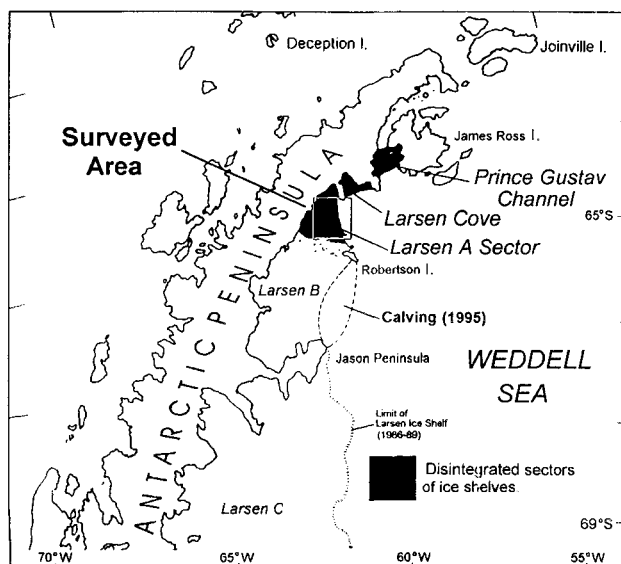 Deception I.
Joinville I.
Surveyed
Area
James Ross I.
Prince Gustav
Channel
65°S
Larsen Cove
Larsen A Sector
Robertson I.
Larsen B
Calving (1995)
ANTARCTIC PENINSULA
Jason Peninsula
WEDDELL
SEA
Limit of
Larsen Ice Shelf
(1986-89)
Disintegrated sectors
of ice shelves
Larsen C
69°S
70°W
65°W
60°W
55°W